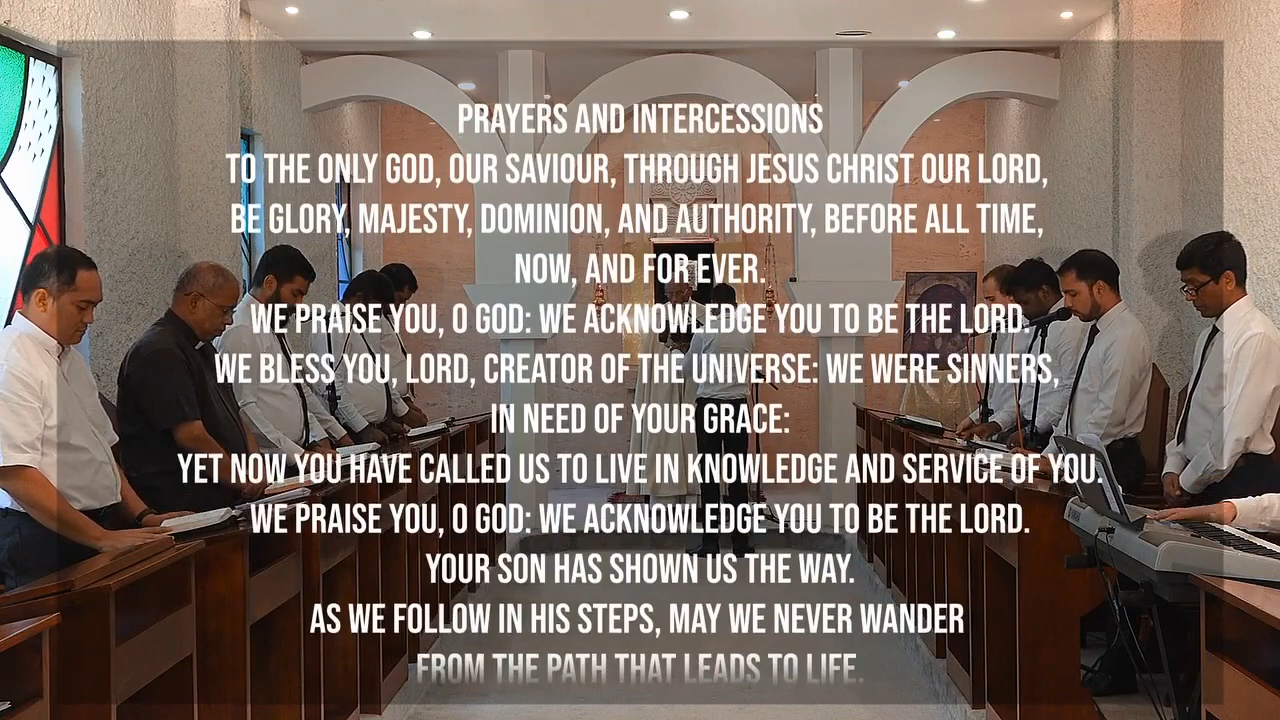 PRAYERS AND INTERCESSIONS
TO THE ONLY GOD, OUR SAVIOUR, THROUGH JESUS CHRIST OUR LORD,
BE GLORY, MAJESTY, DOMINION, AND AUTHORITY, BEFORE ALL TIME,
NOW, AND FOR EVER.
WE PRAISE YOU, O GOD: WE ACKNOWLEDGE YOU TO BE THE LORD.
WE BLESS YOU, LORD, CREATOR OF THE UNIVERSE: WE WERE SINNERS,
IN NEED OF YOUR GRACE:
YET NOW YOU HAVE CALLED US TO LIVE IN KNOWLEDGE AND SERVICE OF YOU.
WE PRAISE YOU, O GOD: WE ACKNOWLEDGE YOU TO BE THE LORD.
YOUR SON HAS SHOWN US THE WAY.
AS WE FOLLOW IN HIS STEPS, MAY WE NEVER WANDER
FROM THE PATH THAT LEADS TO LIFE.